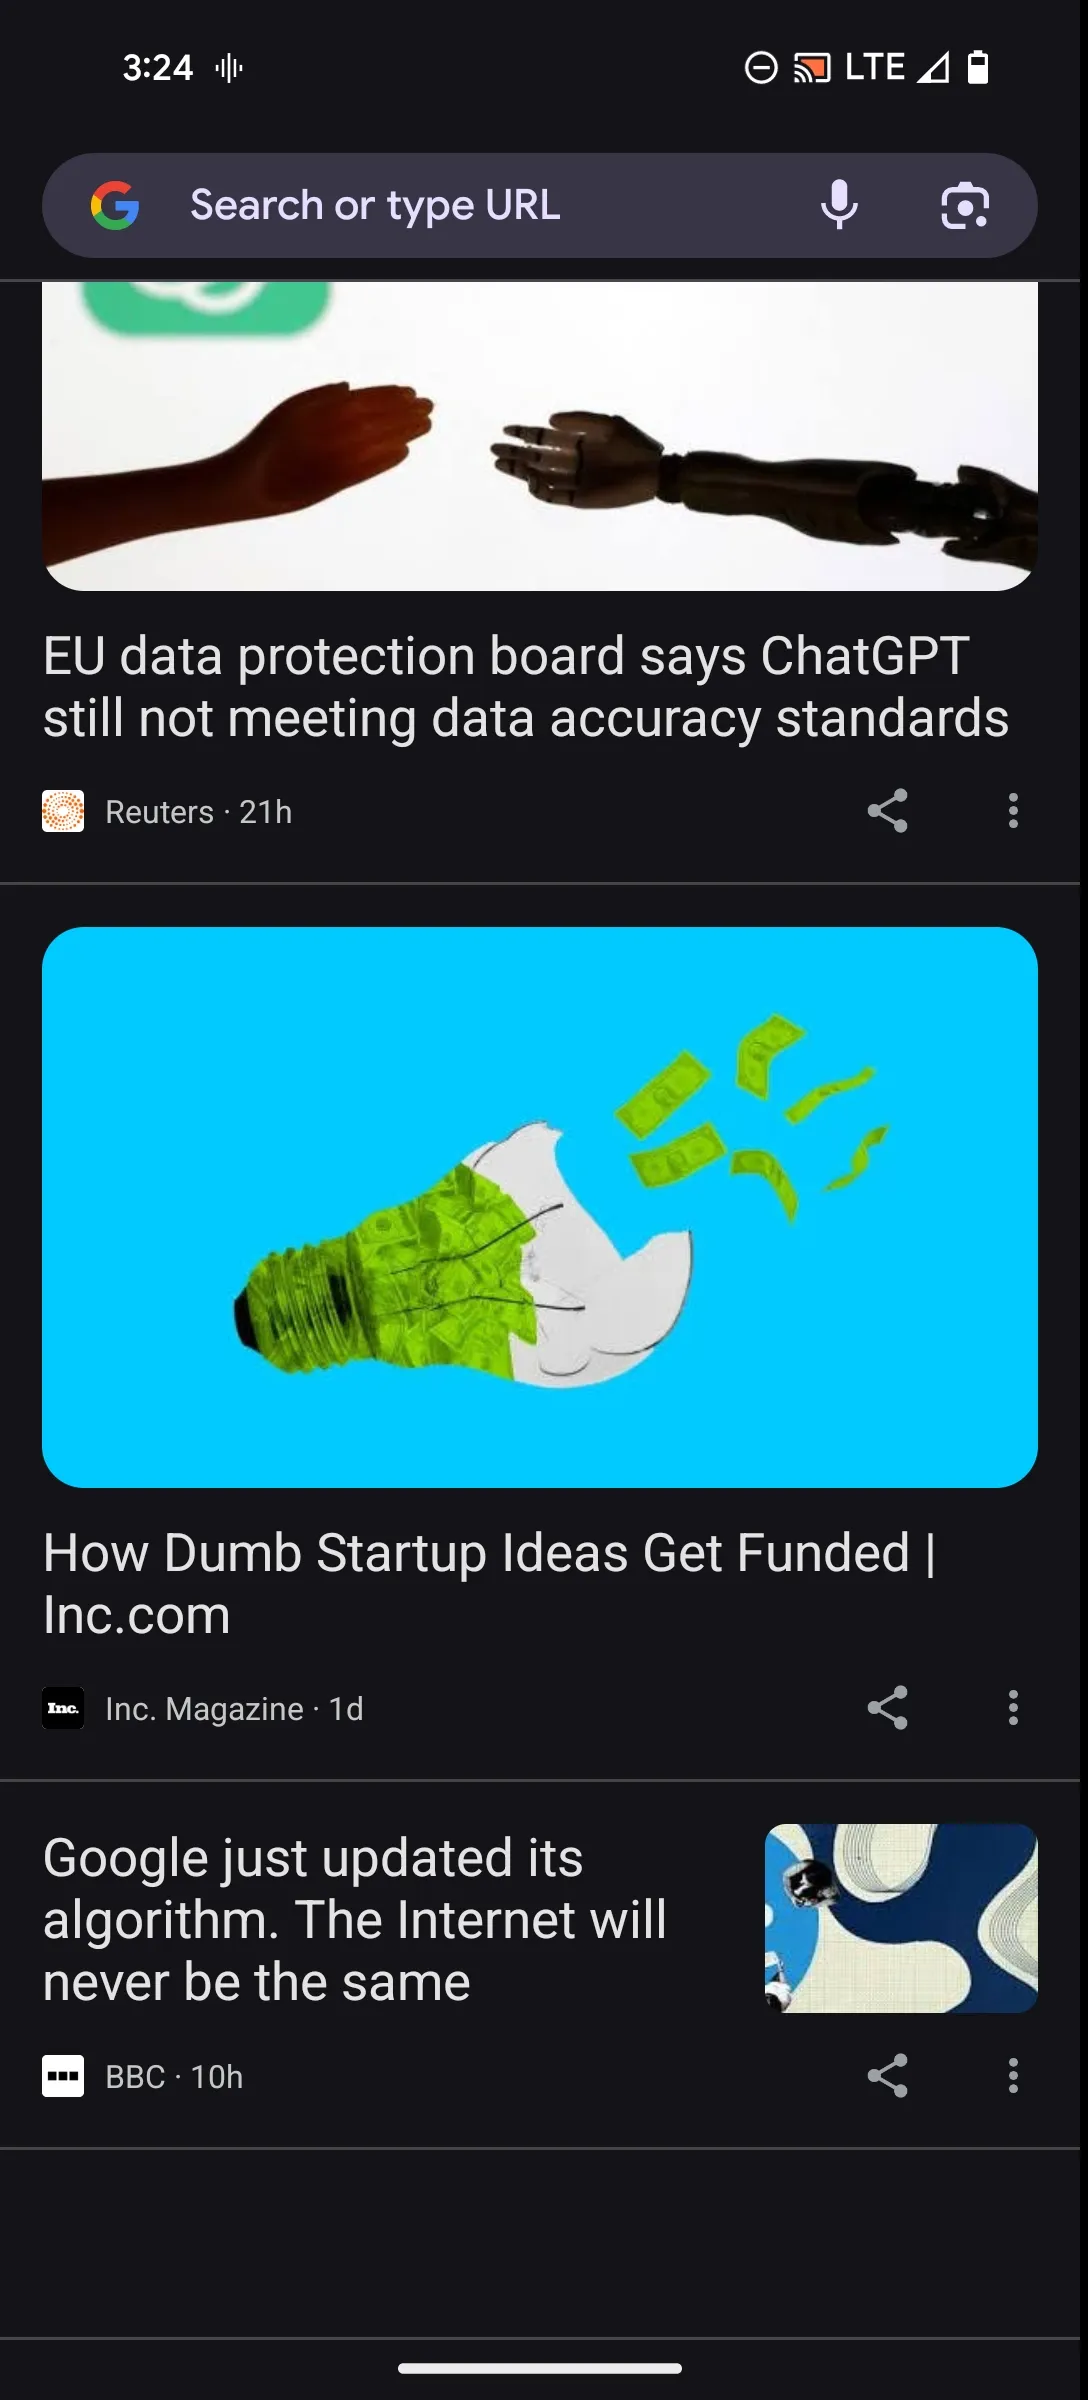 3:24
LTE
Search or type URL
EU data protection board says ChatGPT
still not meeting data accuracy standards
Reuters · 21h
How Dumb Startup Ideas Get Funded |
Inc.com
Inc.
Inc. Magazine · 1d
Google just updated its
algorithm. The Internet will
never be the same
BBC · 10h